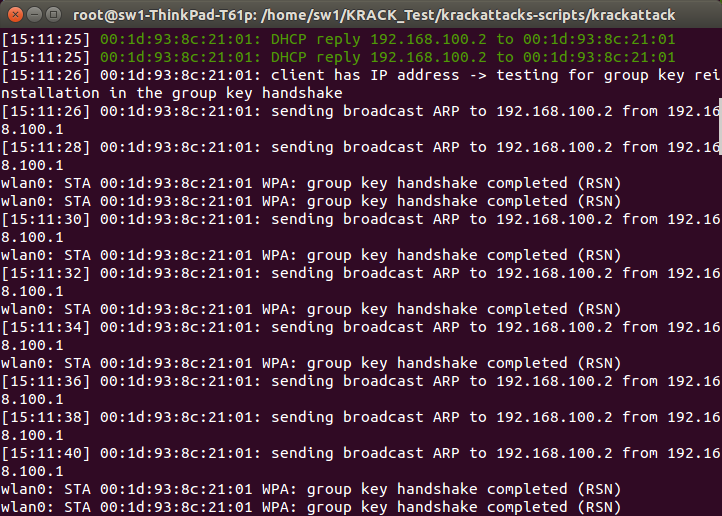 root@sw1-ThinkPad-T61p: /home/sw1/KRACK_Test/krackattacks-scripts/krackattack
[15:11:25] 00:1d:93:8c:21:01: DHCP reply 192.168.100.2 to 00:1d:93:8c:21:01
[15:11:25] 00:1d:93:8c:21:01: DHCP reply 192.168.100.2 to 00:1d:93:8c:21:01
[15:11:26] 00:1d:93:8c:21:01: client has IP address -> testing for group key rei
nstallation in the group key handshake
[15:11:26] 00:1d:93:8c:21:01: sending broadcast ARP to 192.168.100.2 from 192.16
8.100.1
[15:11:28] 00:1d:93:8c:21:01: sending broadcast ARP to 192.168.100.2 from 192.16
8.100.1
wlan0: STA 00:1d:93:8c:21:01 WPA: group key handshake completed (RSN)
wlan0: STA 00:1d:93:8c:21:01 WPA: group key handshake completed (RSN)
[15:11:30] 00:1d:93:8c:21:01: sending broadcast ARP to 192.168.100.2 from 192.16
8.100.1
wlan0: STA 00:1d:93:8c:21:01 WPA: group key handshake completed (RSN)
[15:11:32] 00:1d:93:8c:21:01: sending broadcast ARP to 192.168.100.2 from 192.16
8.100.1
wlan0: STA 00:1d:93:8c:21:01 WPA: group key handshake completed (RSN)
[15:11:34] 00:1d:93:8c:21:01: sending broadcast ARP to 192.168.100.2 from 192.16
8.100.1
wlan0: STA 00:1d:93:8c:21:01 WPA: group key handshake completed (RSN)
[15:11:36] 00:1d:93:8c:21:01: sending broadcast ARP to 192.168.100.2 from 192.16
8.100.1
[15:11:38] 00:1d:93:8c:21:01: sending broadcast ARP to 192.168.100.2 from 192.16
8.100.1
[15:11:40] 00:1d:93:8c:21:01: sending broadcast ARP to 192.168.100.2 from 192.16
8.100.1
wlan0: STA 00:1d:93:8c:21:01 WPA: group key handshake completed (RSN)
wlan0: STA 00:1d:93:8c:21:01 WPA: group key handshake completed (RSN)